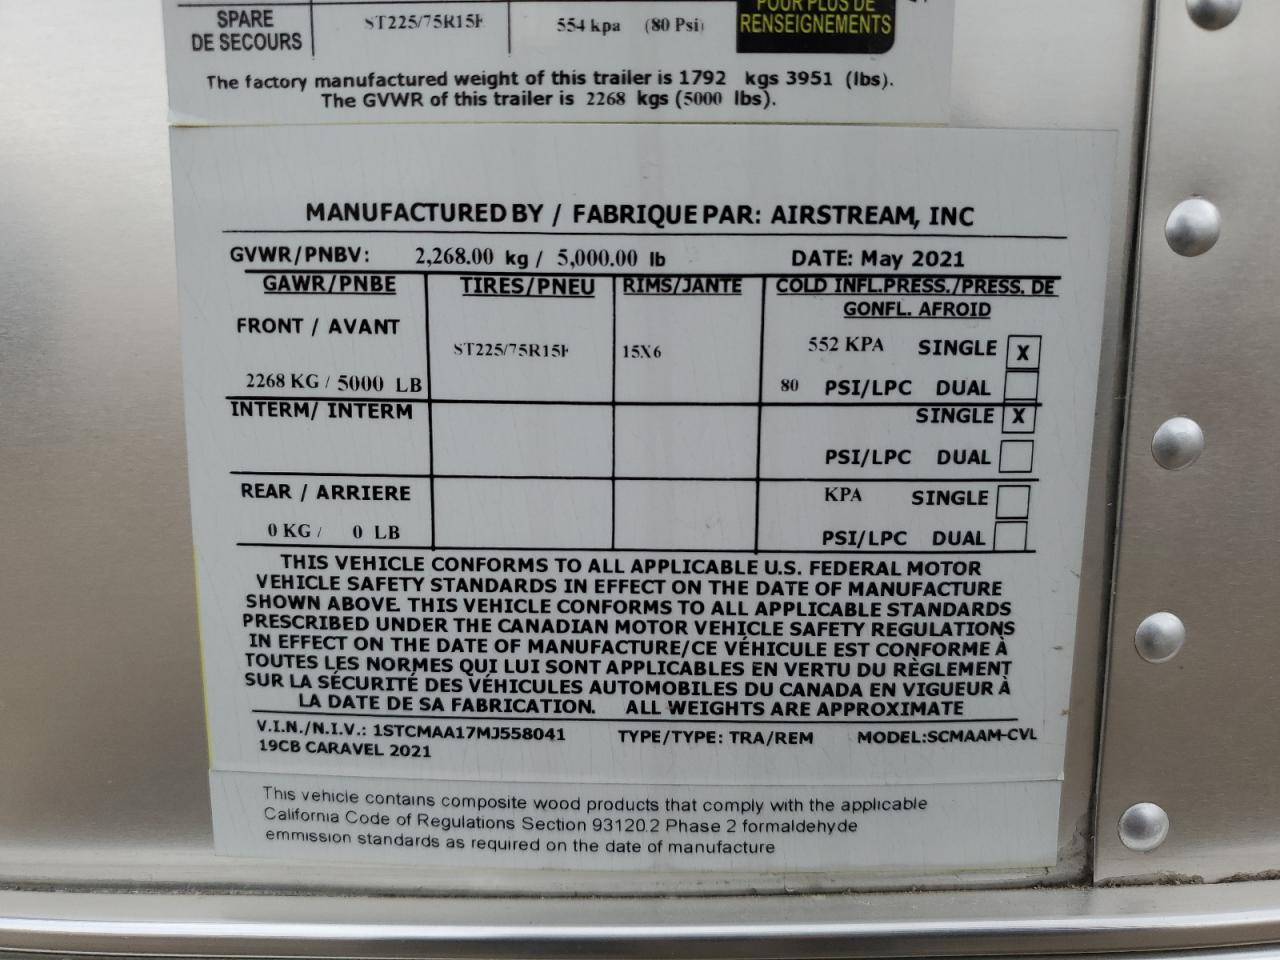 POUR PLUS DE
SPARE ST225/75R15E 554 kpa (80 Psi) RENSEIGNEMENTS
DE SECOURS
The factory manufactured weight of this trailer is 1792 kgs 3951 (lbs).
The GVWR of this trailer is 2268 kgs (5000 lbs).
MANUFACTURED BY / FABRIQUE PAR: AIRSTREAM, INC
GVWR/PNBV: 2,268.00 kg / 5,000.00 lb DATE: May 2021
GAWR/PNBE TIRES/PNEU RIMS/JANTE COLD INFL.PRESS./PRESS. DE
GONFL. AFROID
FRONT / AVANT
ST225/75R15F 15X6 552 KPA SINGLE X
2268 KG / 5000 LB 80 PSI/LPC DUAL
INTERM/ INTERM SINGLE X
PSI/LPC DUAL
REAR / ARRIERE KPA SINGLE
0 KG / 0 LB PSI/LPC DUAL
THIS VEHICLE CONFORMS TO ALL APPLICABLE U.S. FEDERAL MOTOR
VEHICLE SAFETY STANDARDS IN EFFECT ON THE DATE OF MANUFACTURE
SHOWN ABOVE. THIS VEHICLE CONFORMS TO ALL APPLICABLE STANDARDS
PRESCRIBED UNDER THE CANADIAN MOTOR VEHICLE SAFETY REGULATIONS
IN EFFECT ON THE DATE OF MANUFACTURE/CE VÉHICULE EST CONFORME À
TOUTES LES NORMES QUI LUI SONT APPLICABLES EN VERTU DU RÈGLEMENT
SUR LA SÉCURITÉ DES VÉHICULES AUTOMOBILES DU CANADA EN VIGUEUR À
LA DATE DE SA FABRICATION. ALL WEIGHTS ARE APPROXIMATE
V.I.N./N.I.V.: 1STCMAA17MJ558041 TYPE/TYPE: TRA/REM MODEL:SCMAAM-CVL
19CB CARAVEL 2021
This vehicle contains composite wood products that comply with the applicable
California Code of Regulations Section 93120.2 Phase 2 formaldehyde
emmission standards as required on the date of manufacture